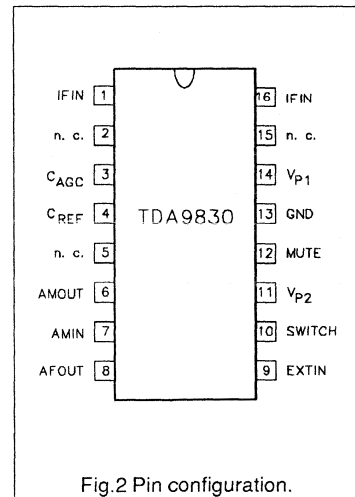 IFIN 1 16 IFIN
n. c. 2 15 n. c.
CAGC 3 14 VP1
CREF 4 TDA9830 13 GND
n. c. 5 12 MUTE
AMOUT 6 11 VP2
AMIN 7 10 SWITCH
AFOUT 8 9 EXTIN
Fig.2 Pin configuration.